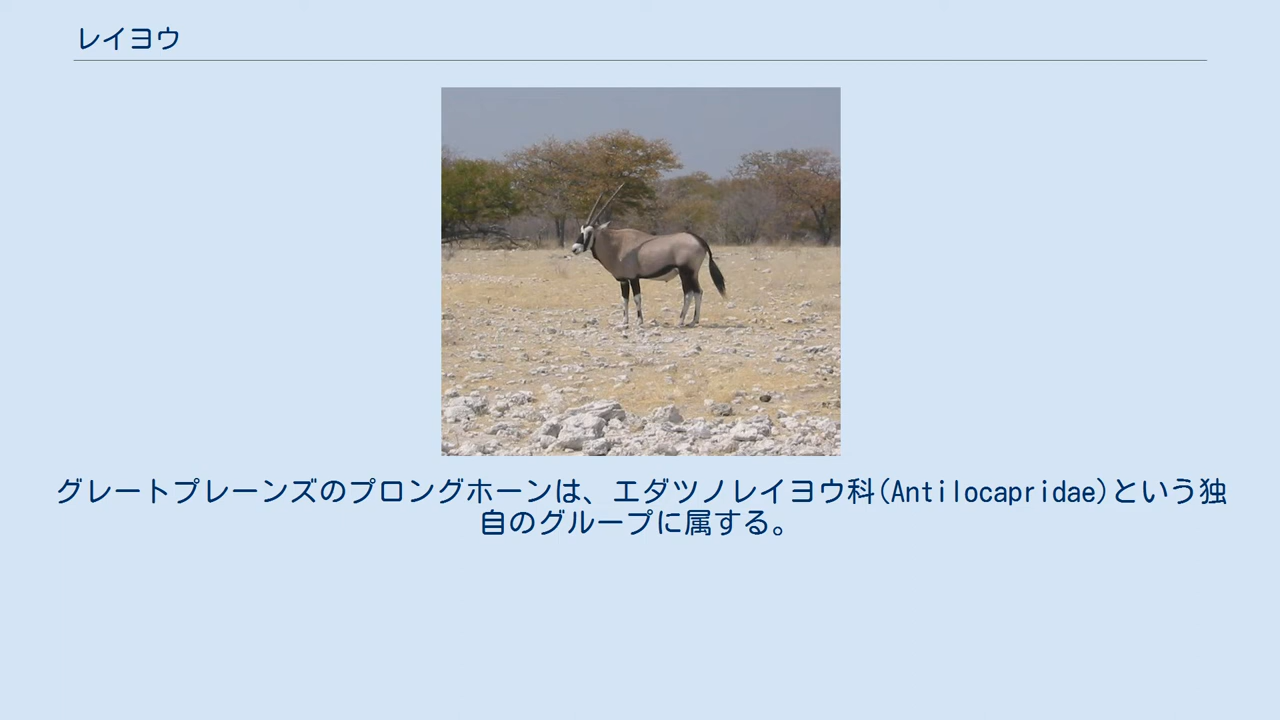 レイヨウ
グレートプレーンズのプロングホーンは、エダツノレイヨウ科(Antilocapridae)という独
自のグループに属する。